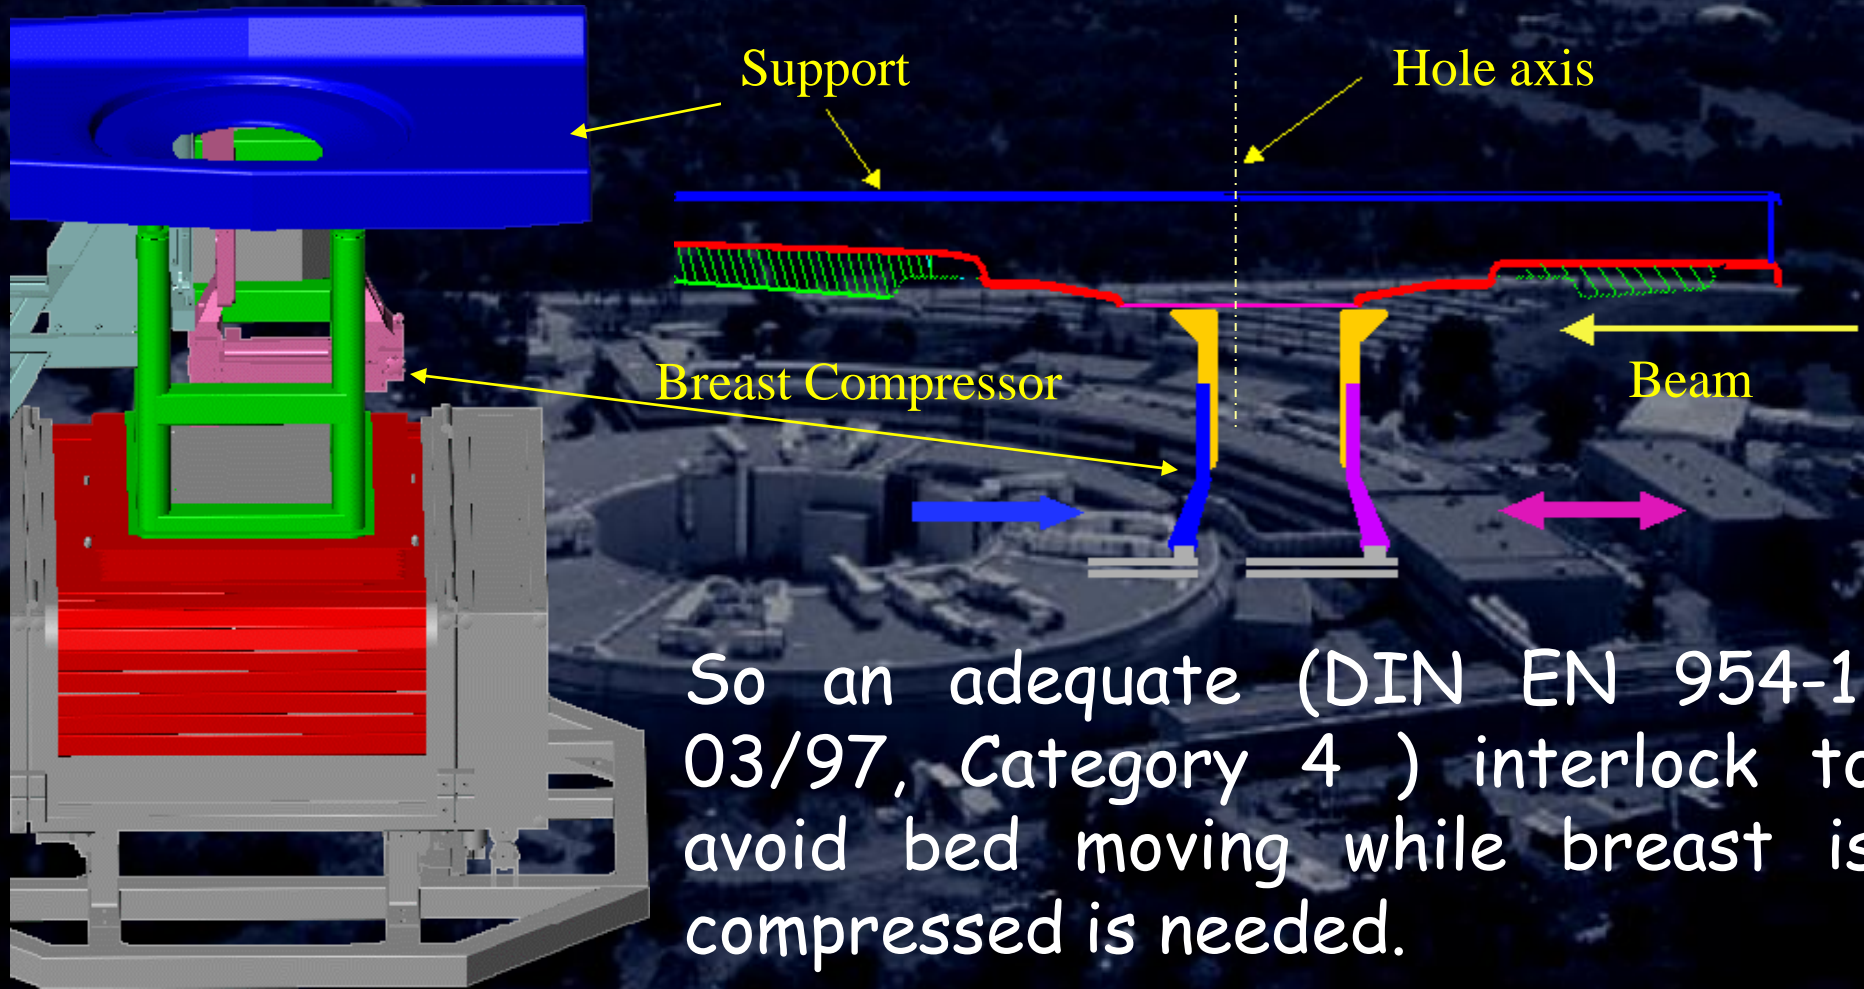 Support
Hole axis
Breast Compressor
Beam
So an adequate (DIN EN 954-1
03/97, Category 4 ) interlock to
avoid bed moving while breast is
compressed is needed.